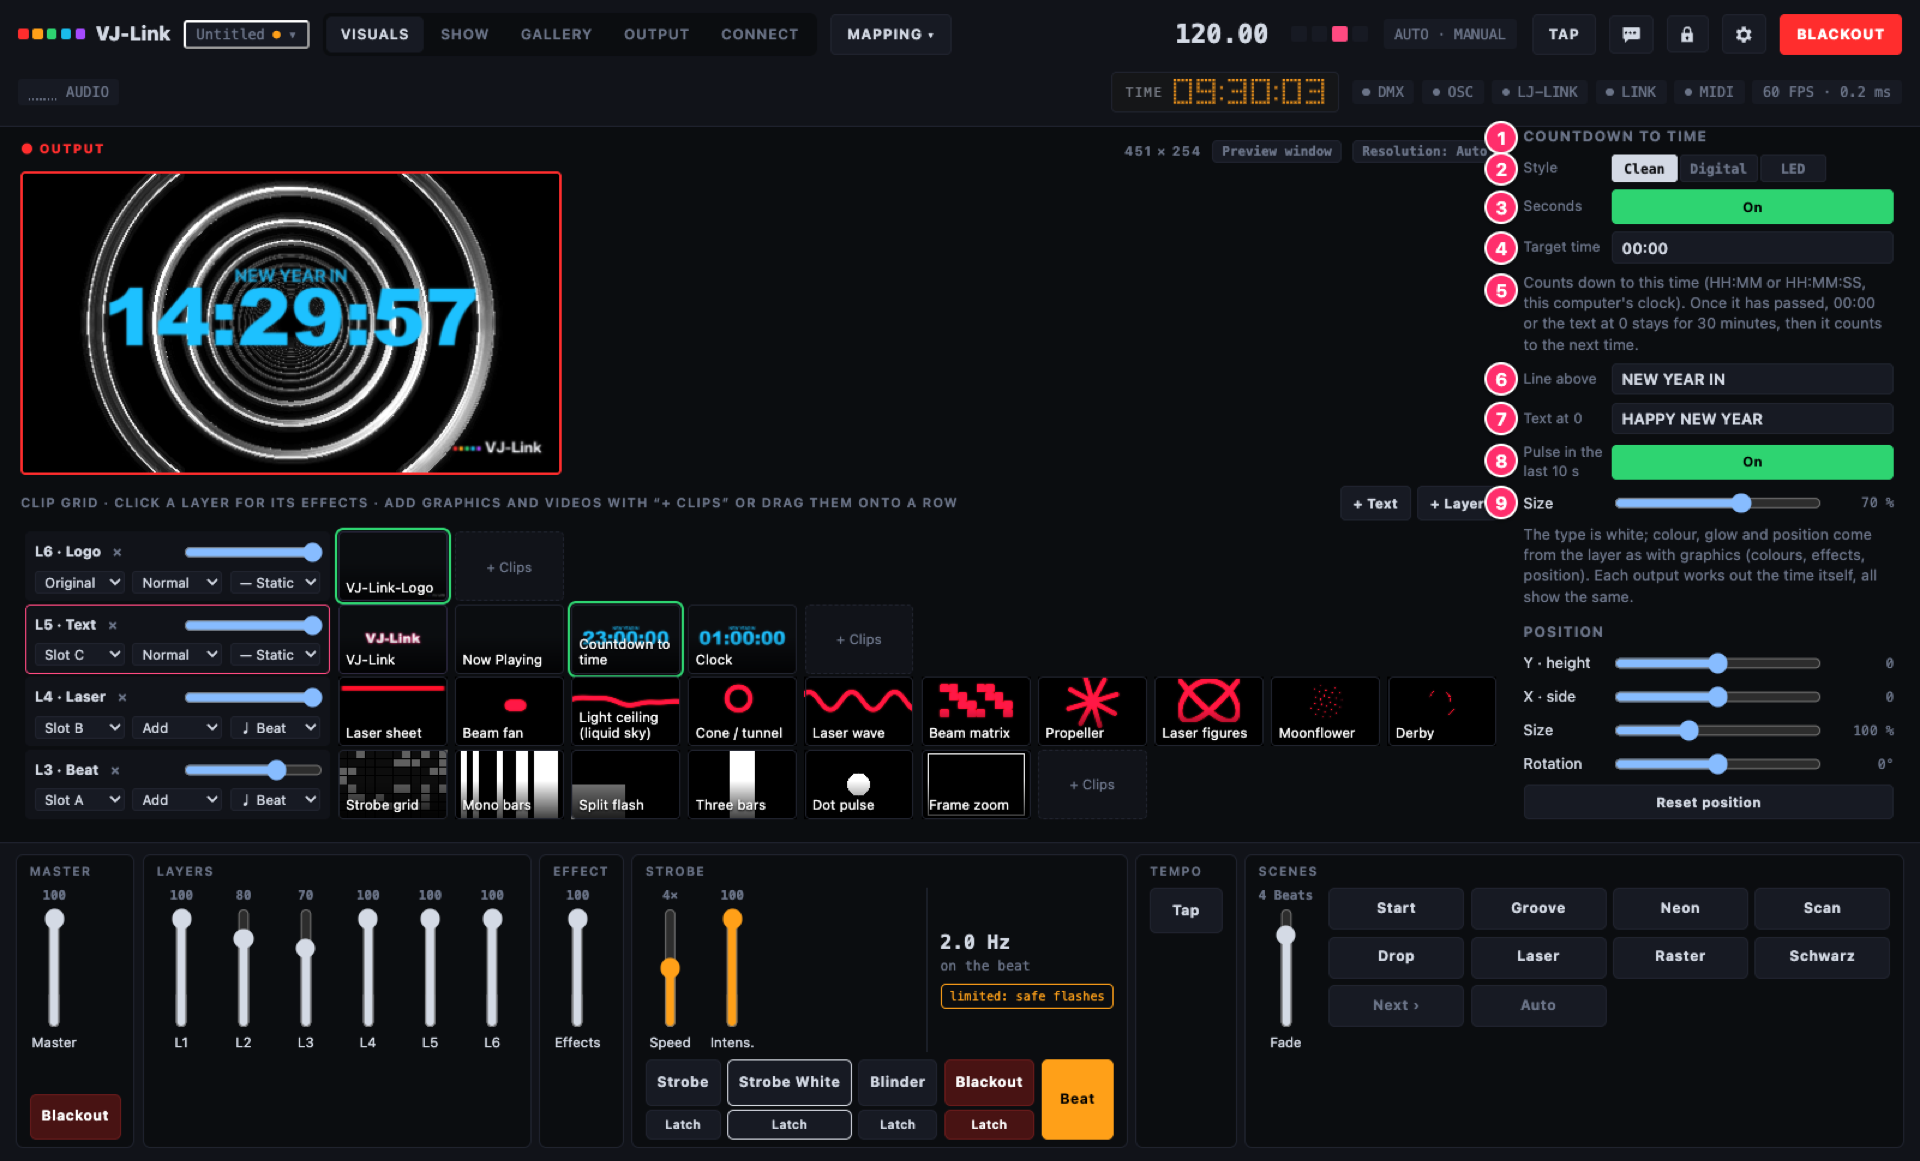 VJ-Link
Untitled
VISUALS
SHOW
GALLERY
OUTPUT
CONNECT
MAPPING
120.00
AUTO · MANUAL
TAP
BLACKOUT
AUDIO
TIME 09:30:03
DMX
OSC
LJ-LINK
LINK
MIDI
60 FPS · 0.2 ms
OUTPUT
451 × 254
Preview window
Resolution: Auto
NEW YEAR IN
14:29:57
VJ-Link
1 COUNTDOWN TO TIME
2 Style Clean Digital LED
3 Seconds On
4 Target time 00:00
5 Counts down to this time (HH:MM or HH:MM:SS,
this computer's clock). Once it has passed, 00:00
or the text at 0 stays for 30 minutes, then it counts
to the next time.
6 Line above NEW YEAR IN
7 Text at 0 HAPPY NEW YEAR
8 Pulse in the
last 10 s On
9 Size 70 %
The type is white; colour, glow and position come
from the layer as with graphics (colours, effects,
position). Each output works out the time itself, all
show the same.
POSITION
Y · height 0
X · side 0
Size 100 %
Rotation 0°
Reset position
CLIP GRID · CLICK A LAYER FOR ITS EFFECTS · ADD GRAPHICS AND VIDEOS WITH “+ CLIPS” OR DRAG THEM ONTO A ROW
+ Text
+ Layer
L6 · Logo ×
Original Normal — Static
VJ-Link-Logo
+ Clips
L5 · Text ×
Slot C Normal — Static
VJ-Link
VJ-Link
Now Playing
23:00:00
Countdown to
time
01:00:00
Clock
+ Clips
L4 · Laser ×
Slot B Add ♩ Beat
Laser sheet
Beam fan
Light ceiling
(liquid sky)
Cone / tunnel
Laser wave
Beam matrix
Propeller
Laser figures
Moonflower
Derby
L3 · Beat ×
Slot A Add ♩ Beat
Strobe grid
Mono bars
Split flash
Three bars
Dot pulse
Frame zoom
+ Clips
MASTER
100
Master
Blackout
LAYERS
100 80 70 100 100 100
L1 L2 L3 L4 L5 L6
EFFECT
100
Effects
STROBE
4× 100
Speed Intens.
2.0 Hz
on the beat
limited: safe flashes
Strobe
Strobe White
Blinder
Blackout
Beat
Latch
Latch
Latch
Latch
TEMPO
Tap
SCENES
4 Beats
Fade
Start
Groove
Neon
Scan
Drop
Laser
Raster
Schwarz
Next ›
Auto